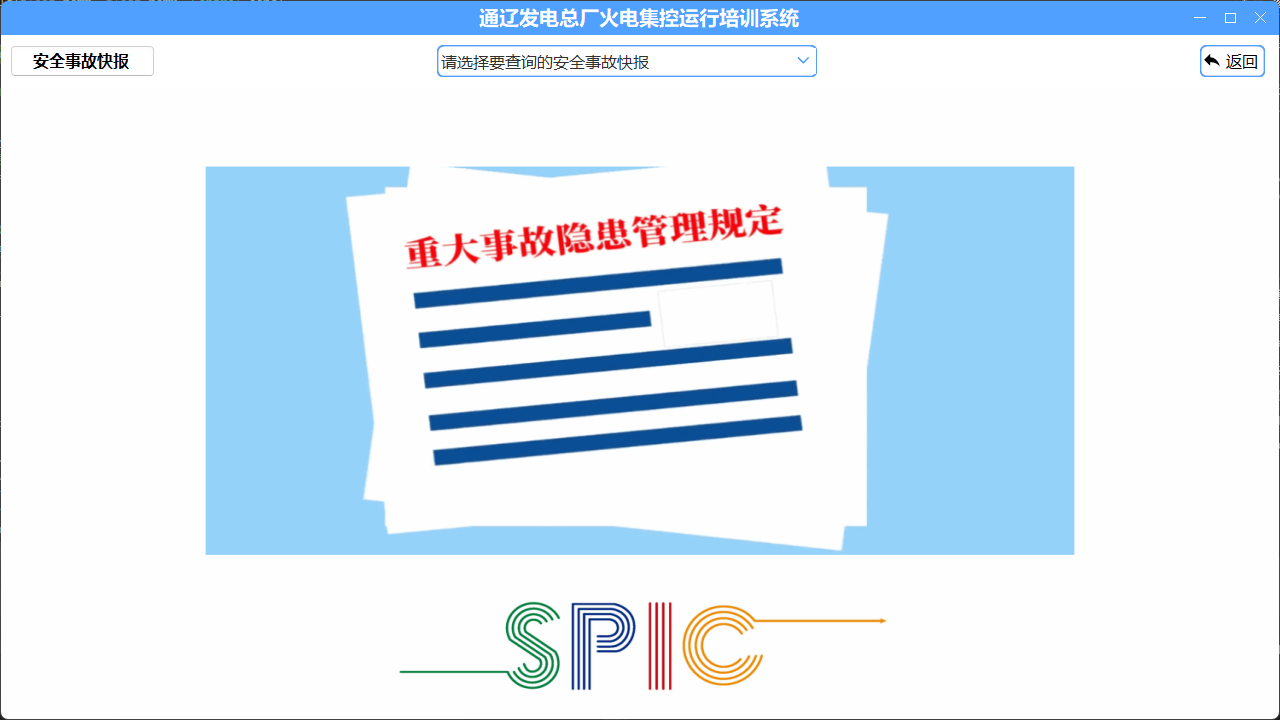 通辽发电总厂火电集控运行培训系统
安全事故快报
请选择要查询的安全事故快报
返回
重大事故隐患管理规定
SPIC